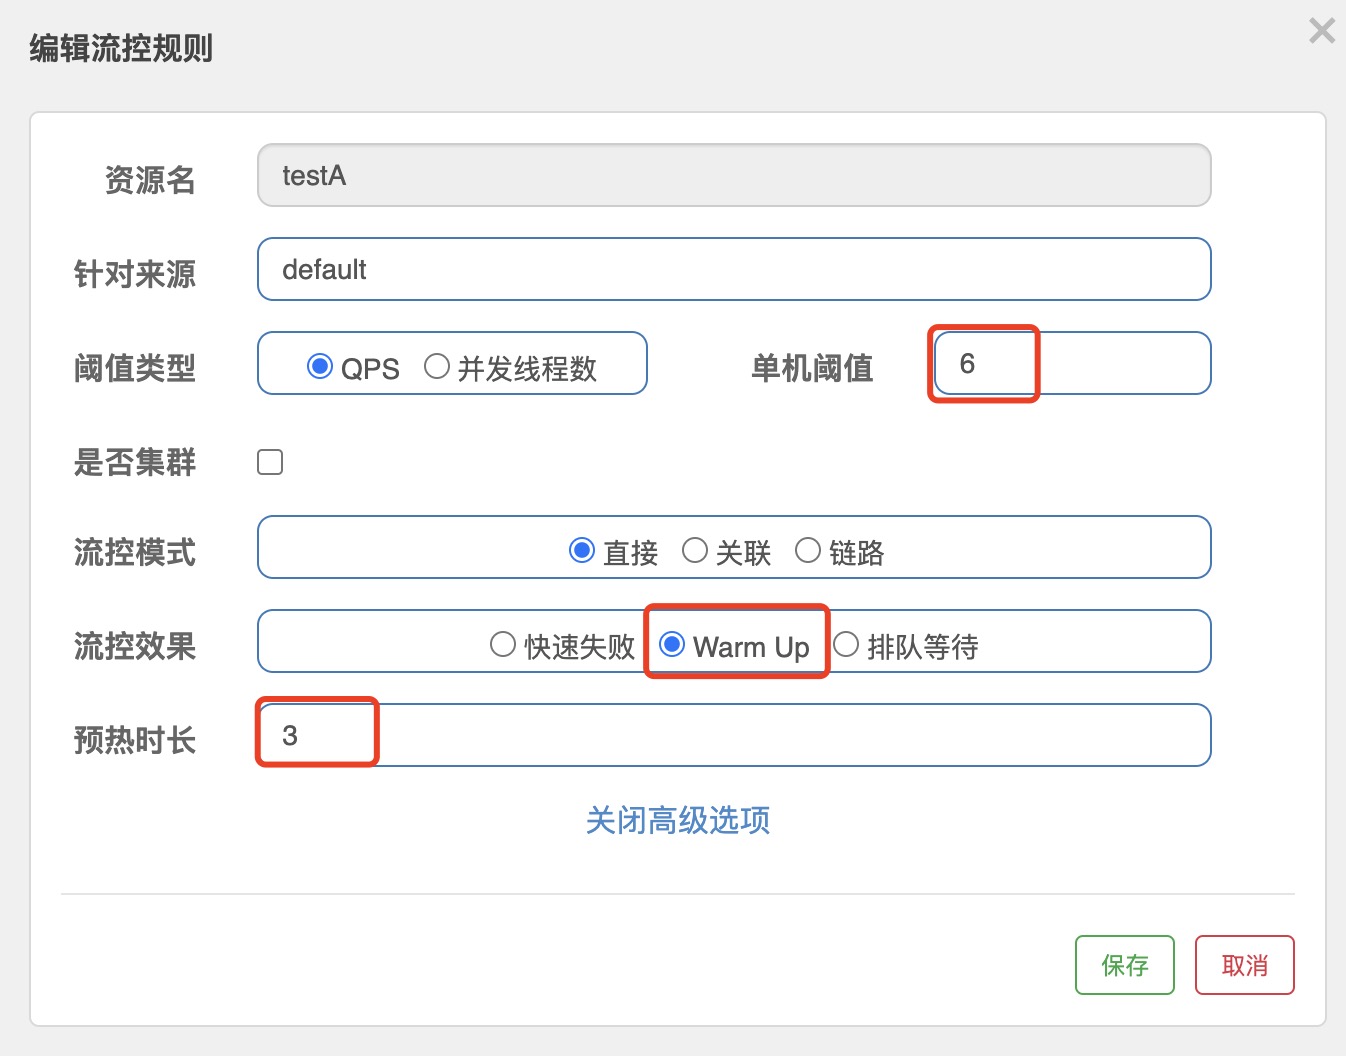 编辑流控规则
资源名 testA
针对来源 default
阈值类型 QPS 并发线程数 单机阈值 6
是否集群
流控模式 直接 关联 链路
流控效果 快速失败 Warm Up 排队等待
预热时长 3
关闭高级选项
保存 取消